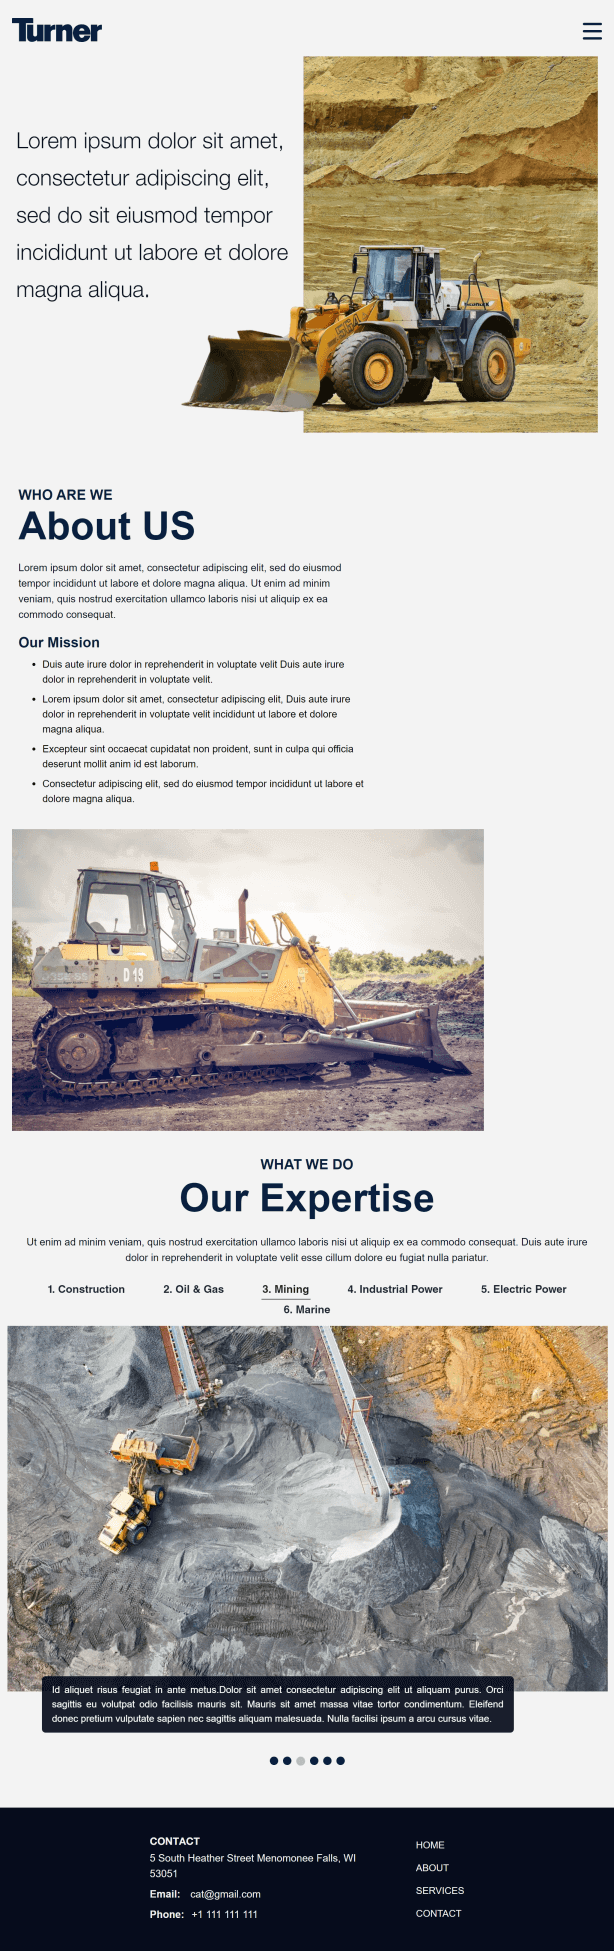 Turner
Lorem ipsum dolor sit amet,
consectetur adipiscing elit,
sed do sit eiusmod tempor
incididunt ut labore et dolore
magna aliqua.
WHO ARE WE
About US
Lorem ipsum dolor sit amet, consectetur adipiscing elit, sed do eiusmod
tempor incididunt ut labore et dolore magna aliqua. Ut enim ad minim
veniam, quis nostrud exercitation ullamco laboris nisi ut aliquip ex ea
commodo consequat.
Our Mission
• Duis aute irure dolor in reprehenderit in voluptate velit Duis aute irure
dolor in reprehenderit in voluptate velit.
• Lorem ipsum dolor sit amet, consectetur adipiscing elit, Duis aute irure
dolor in reprehenderit in voluptate velit incididunt ut labore et dolore
magna aliqua.
• Excepteur sint occaecat cupidatat non proident, sunt in culpa qui officia
deserunt mollit anim id est laborum.
• Consectetur adipiscing elit, sed do eiusmod tempor incididunt ut labore et
dolore magna aliqua.
D 19
WHAT WE DO
Our Expertise
Ut enim ad minim veniam, quis nostrud exercitation ullamco laboris nisi ut aliquip ex ea commodo consequat. Duis aute irure
dolor in reprehenderit in voluptate velit esse cillum dolore eu fugiat nulla pariatur.
1. Construction 2. Oil & Gas 3. Mining 4. Industrial Power 5. Electric Power
6. Marine
Id aliquet risus feugiat in ante metus.Dolor sit amet consectetur adipiscing elit ut aliquam purus. Orci
sagittis eu volutpat odio facilisis mauris sit. Mauris sit amet massa vitae tortor condimentum. Eleifend
donec pretium vulputate sapien nec sagittis aliquam malesuada. Nulla facilisi ipsum a arcu cursus vitae.
CONTACT
5 South Heather Street Menomonee Falls, WI
53051
Email: cat@gmail.com
Phone: +1 111 111 111
HOME
ABOUT
SERVICES
CONTACT